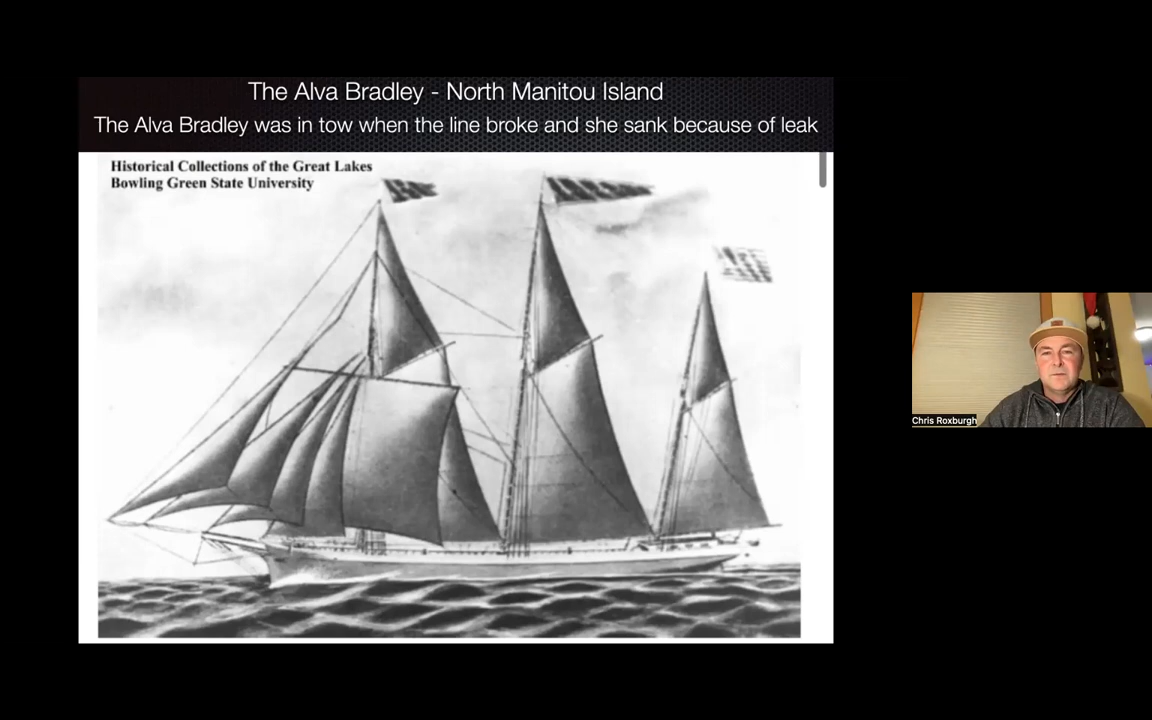 The Alva Bradley - North Manitou Island
The Alva Bradley was in tow when the line broke and she sank because of leak
Historical Collections of the Great Lakes
Bowling Green State University
Chris Roxburgh